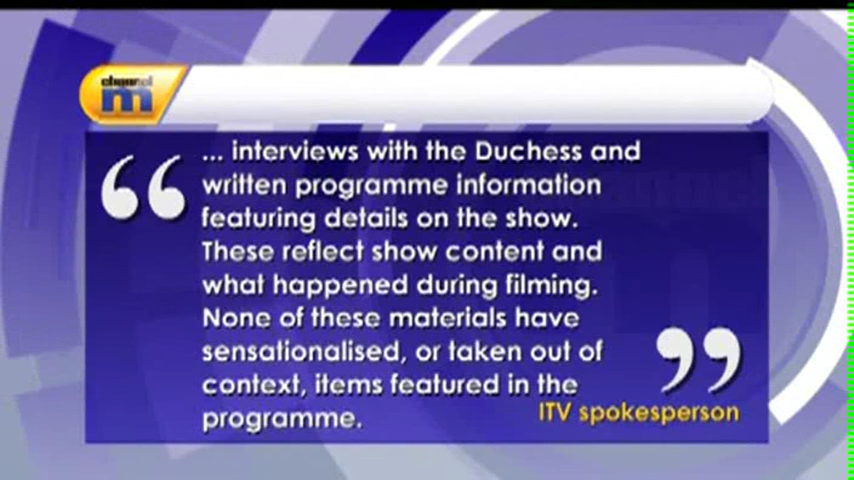 channel
m
... interviews with the Duchess and
written programme information
featuring details on the show.
These reflect show content and
what happened during filming.
None of these materials have
sensationalised, or taken out of
context, items featured in the
programme.
ITV spokesperson